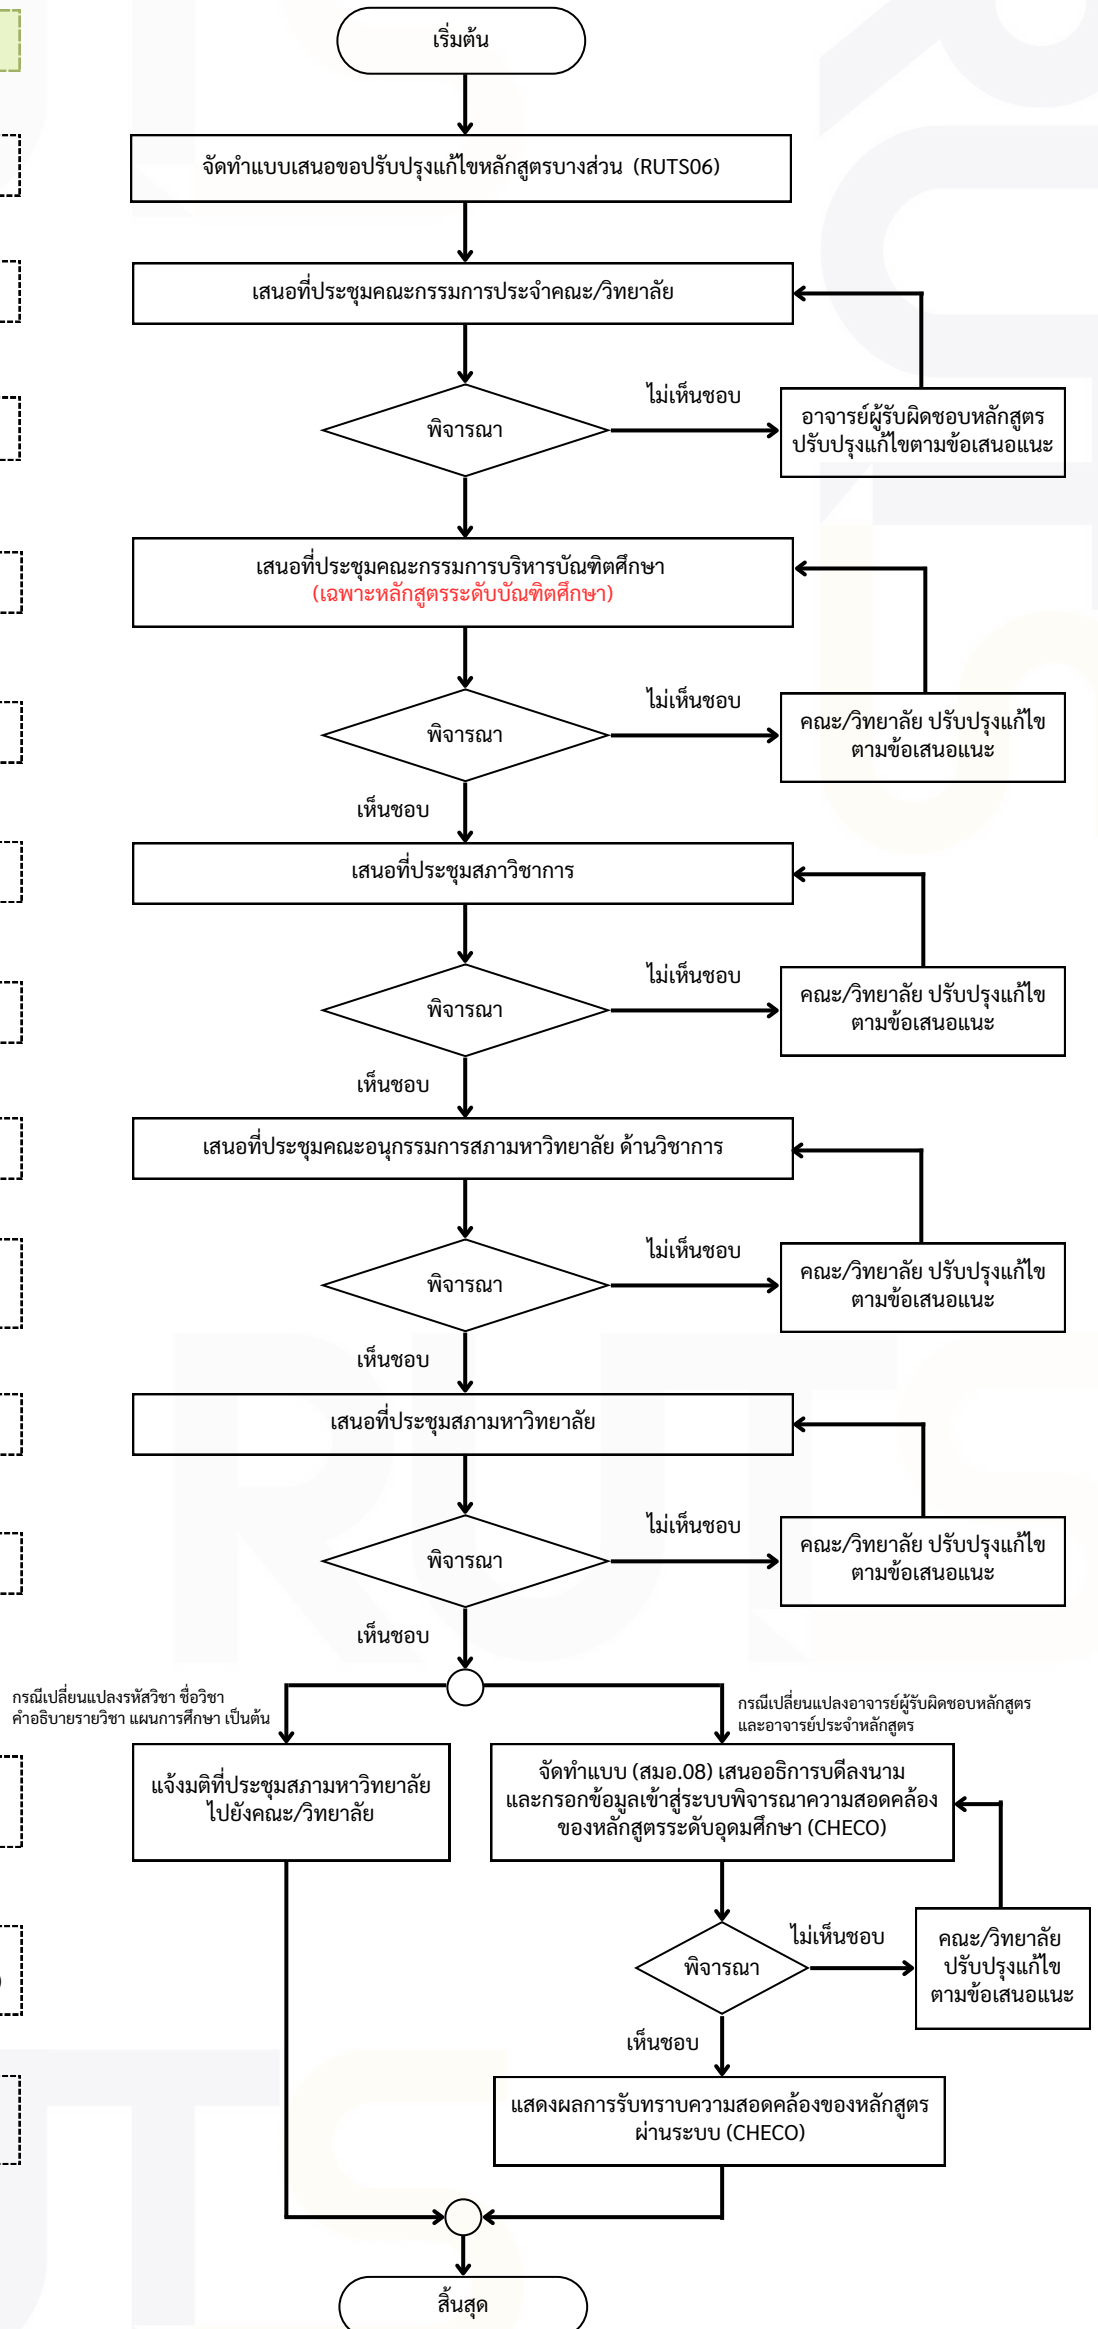 เริ่มต้น
จัดทำแบบเสนอขอปรับปรุงแก้ไขหลักสูตรบางส่วน (RUTS06)
เสนอที่ประชุมคณะกรรมการประจำคณะ/วิทยาลัย
พิจารณา
ไม่เห็นชอบ
อาจารย์ผู้รับผิดชอบหลักสูตร
ปรับปรุงแก้ไขตามข้อเสนอแนะ
เสนอที่ประชุมคณะกรรมการบริหารบัณฑิตศึกษา
(เฉพาะหลักสูตรระดับบัณฑิตศึกษา)
พิจารณา
ไม่เห็นชอบ
คณะ/วิทยาลัย ปรับปรุงแก้ไข
ตามข้อเสนอแนะ
เห็นชอบ
เสนอที่ประชุมสภาวิชาการ
พิจารณา
ไม่เห็นชอบ
คณะ/วิทยาลัย ปรับปรุงแก้ไข
ตามข้อเสนอแนะ
เห็นชอบ
เสนอที่ประชุมคณะอนุกรรมการสภามหาวิทยาลัย ด้านวิชาการ
พิจารณา
ไม่เห็นชอบ
คณะ/วิทยาลัย ปรับปรุงแก้ไข
ตามข้อเสนอแนะ
เห็นชอบ
เสนอที่ประชุมสภามหาวิทยาลัย
พิจารณา
ไม่เห็นชอบ
คณะ/วิทยาลัย ปรับปรุงแก้ไข
ตามข้อเสนอแนะ
เห็นชอบ
กรณีเปลี่ยนแปลงรหัสวิชา ชื่อวิชา
คำอธิบายรายวิชา แผนการศึกษา เป็นต้น
กรณีเปลี่ยนแปลงอาจารย์ผู้รับผิดชอบหลักสูตร
และอาจารย์ประจำหลักสูตร
แจ้งมติที่ประชุมสภามหาวิทยาลัย
ไปยังคณะ/วิทยาลัย
จัดทำแบบ (สมอ.08) เสนออธิการบดีลงนาม
และกรอกข้อมูลเข้าสู่ระบบพิจารณาความสอดคล้อง
ของหลักสูตรระดับอุดมศึกษา (CHECO)
พิจารณา
ไม่เห็นชอบ
คณะ/วิทยาลัย
ปรับปรุงแก้ไข
ตามข้อเสนอแนะ
เห็นชอบ
แสดงผลการรับทราบความสอดคล้องของหลักสูตร
ผ่านระบบ (CHECO)
สิ้นสุด